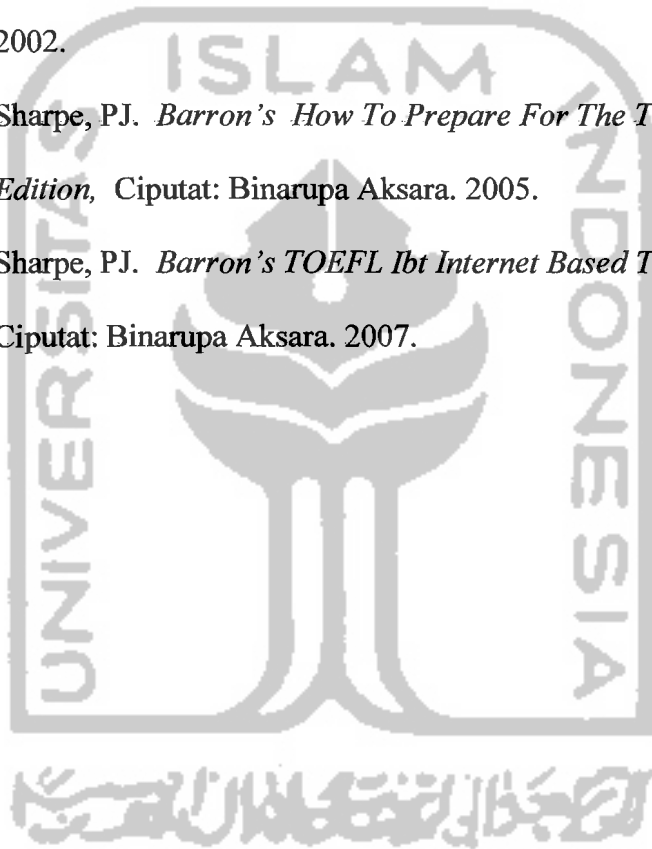 2002.
Sharpe, PJ. Barron's How To Prepare For The T
Edition, Ciputat: Binarupa Aksara. 2005.
Sharpe, PJ. Barron's TOEFL Ibt Internet Based T
Ciputat: Binarupa Aksara. 2007.
UNIVERSITAS
ISLAM
INDONESIA